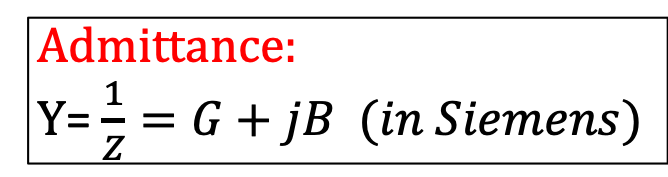 Admittance:
Y= 1/Z = G + jB (in Siemens)